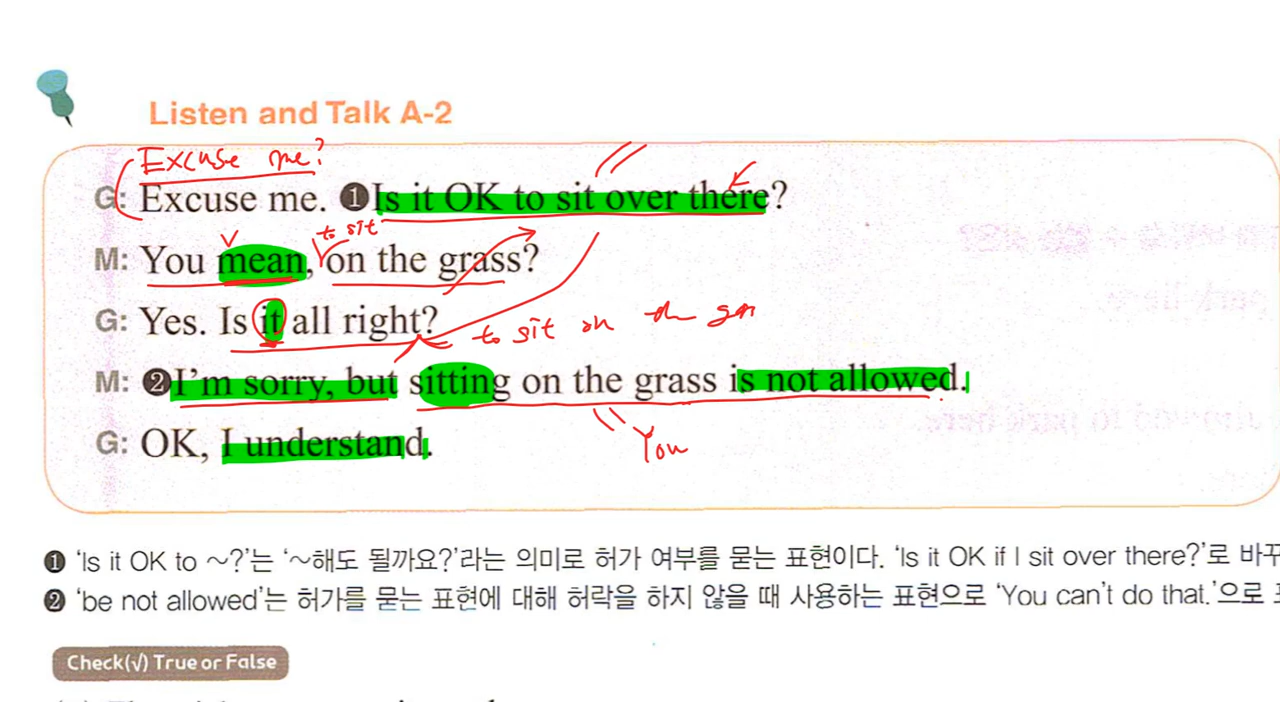 Listen and Talk A-2
Excuse me?
G: Excuse me. ❶Is it OK to sit over there?
to sit
M: You mean, on the grass?
G: Yes. Is it all right?
to sit on the
M: ❷I'm sorry, but sitting on the grass is not allowed.
You
G: OK, I understand.
❶ 'Is it OK to ～?'는 '～해도 될까요?'라는 의미로 허가 여부를 묻는 표현이다. 'Is it OK if I sit over there?'로 바꾸
❷ 'be not allowed'는 허가를 묻는 표현에 대해 허락을 하지 않을 때 사용하는 표현으로 'You can't do that.'으로
Check(√) True or False